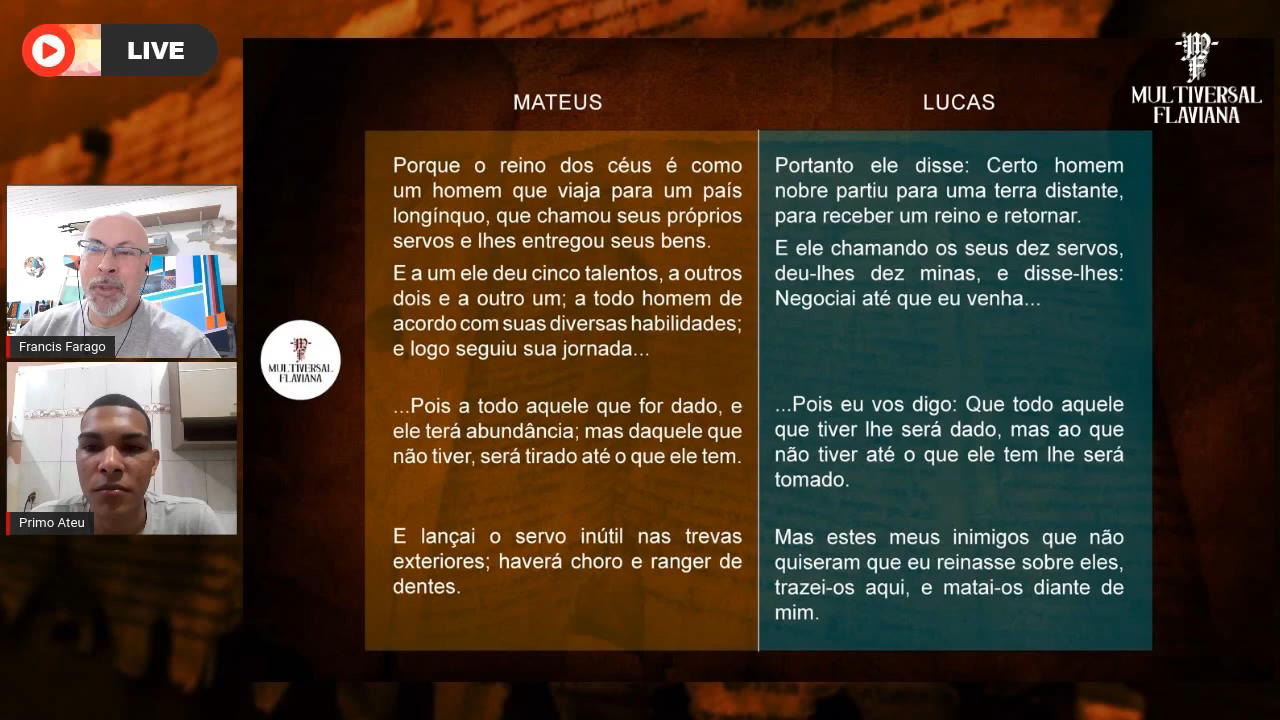 LIVE
MULTIVERSAL
FLAVIANA
MATEUS
Porque o reino dos céus é como
um homem que viaja para um país
longínquo, que chamou seus próprios
servos e lhes entregou seus bens.
E a um ele deu cinco talentos, a outros
dois e a outro um; a todo homem de
acordo com suas diversas habilidades;
e logo seguiu sua jornada...
...Pois a todo aquele que for dado, e
ele terá abundância; mas daquele que
não tiver, será tirado até o que ele tem.
E lançai o servo inútil nas trevas
exteriores; haverá choro e ranger de
dentes.
LUCAS
Portanto ele disse: Certo homem
nobre partiu para uma terra distante,
para receber um reino e retornar.
E ele chamando os seus dez servos,
deu-lhes dez minas, e disse-lhes:
Negociai até que eu venha...
...Pois eu vos digo: Que todo aquele
que tiver lhe será dado, mas ao que
não tiver até o que ele tem lhe será
tomado.
Mas estes meus inimigos que não
quiseram que eu reinasse sobre eles,
trazei-os aqui, e matai-os diante de
mim.
Francis Farago
MULTIVERSAL
FLAVIANA
Primo Ateu